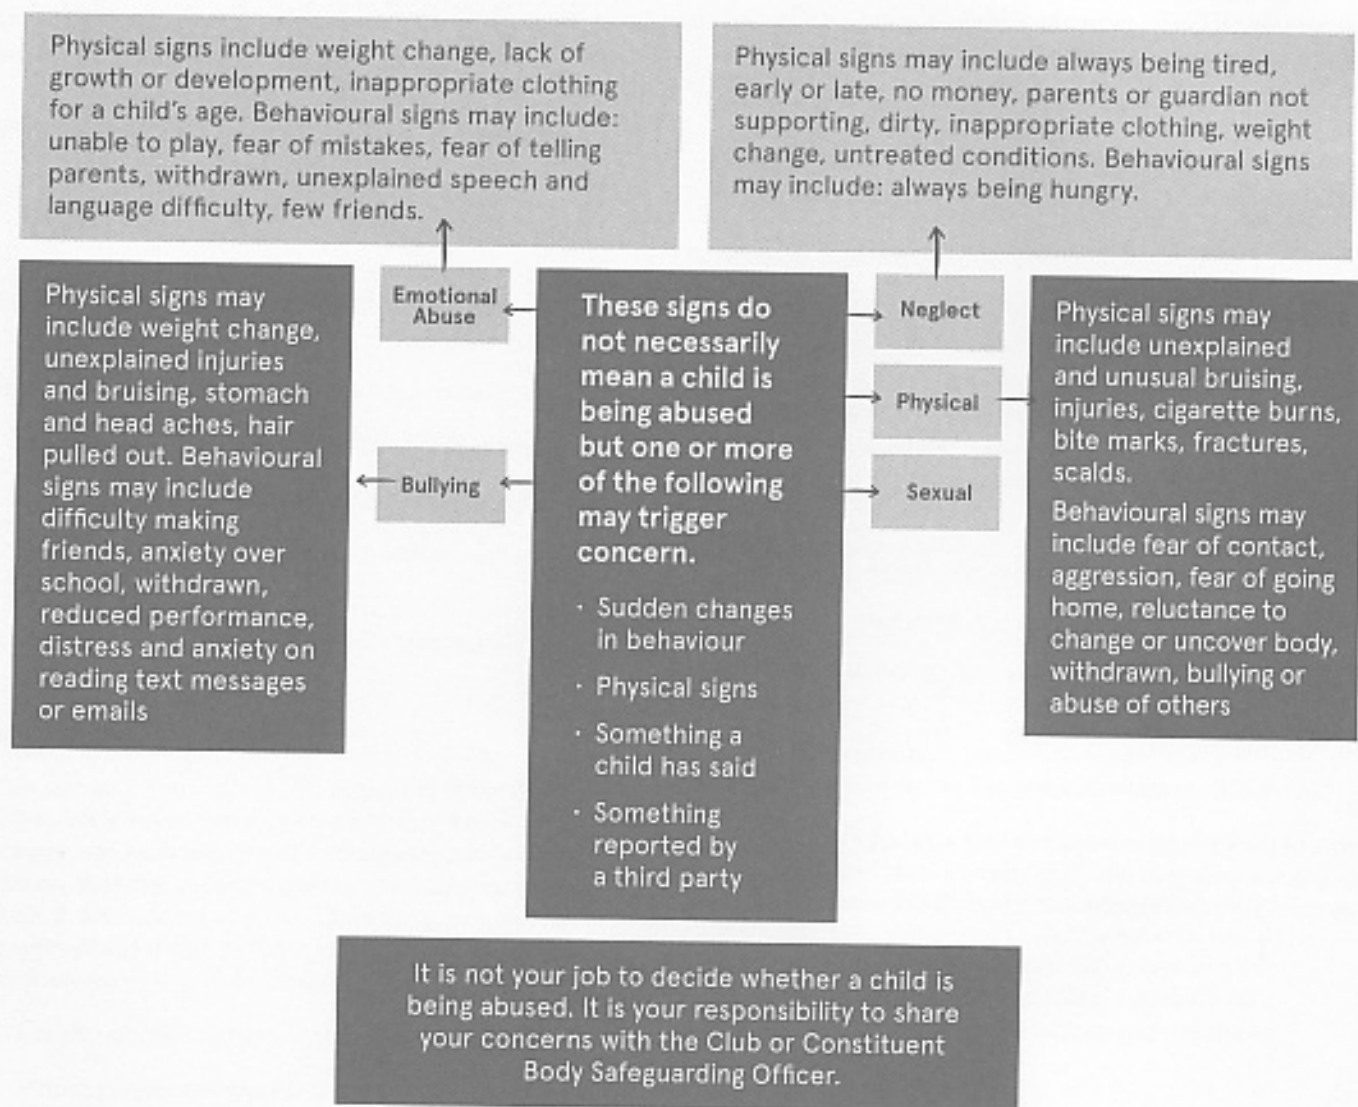 Physical signs include weight change, lack of
growth or development, inappropriate clothing
for a child's age. Behavioural signs may include:
unable to play, fear of mistakes, fear of telling
parents, withdrawn, unexplained speech and
language difficulty, few friends.
Physical signs may include always being tired,
early or late, no money, parents or guardian not
supporting, dirty, inappropriate clothing, weight
change, untreated conditions. Behavioural signs
may include: always being hungry.
Physical signs may
include weight change,
unexplained injuries
and bruising, stomach
and head aches, hair
pulled out. Behavioural
signs may include
difficulty making
friends, anxiety over
school, withdrawn,
reduced performance,
distress and anxiety on
reading text messages
or emails
Emotional
Abuse
Bullying
These signs do
not necessarily
mean a child is
being abused
but one or more
of the following
may trigger
concern.
· Sudden changes
in behaviour
· Physical signs
· Something a
child has said
· Something
reported by
a third party
Neglect
Physical
Sexual
Physical signs may
include unexplained
and unusual bruising,
injuries, cigarette burns,
bite marks, fractures,
scalds.
Behavioural signs may
include fear of contact,
aggression, fear of going
home, reluctance to
change or uncover body,
withdrawn, bullying or
abuse of others
It is not your job to decide whether a child is
being abused. It is your responsibility to share
your concerns with the Club or Constituent
Body Safeguarding Officer.